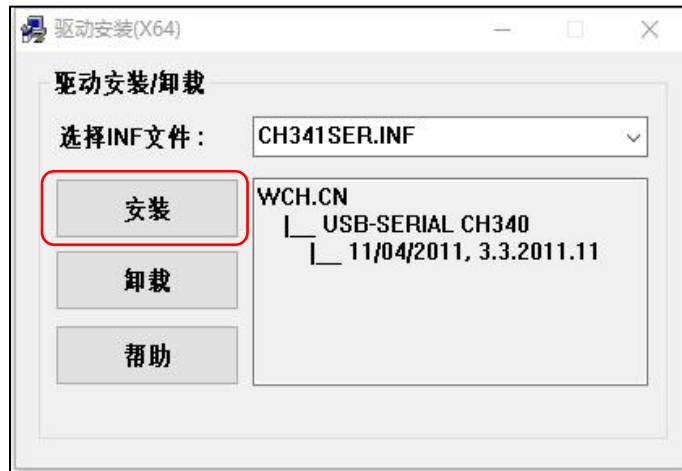 驱动安装(X64)
驱动安装/卸载
选择INF文件：
CH341SER.INF
安装
WCH.CN
|__ USB-SERIAL CH340
|__ 11/04/2011, 3.3.2011.11
卸载
帮助